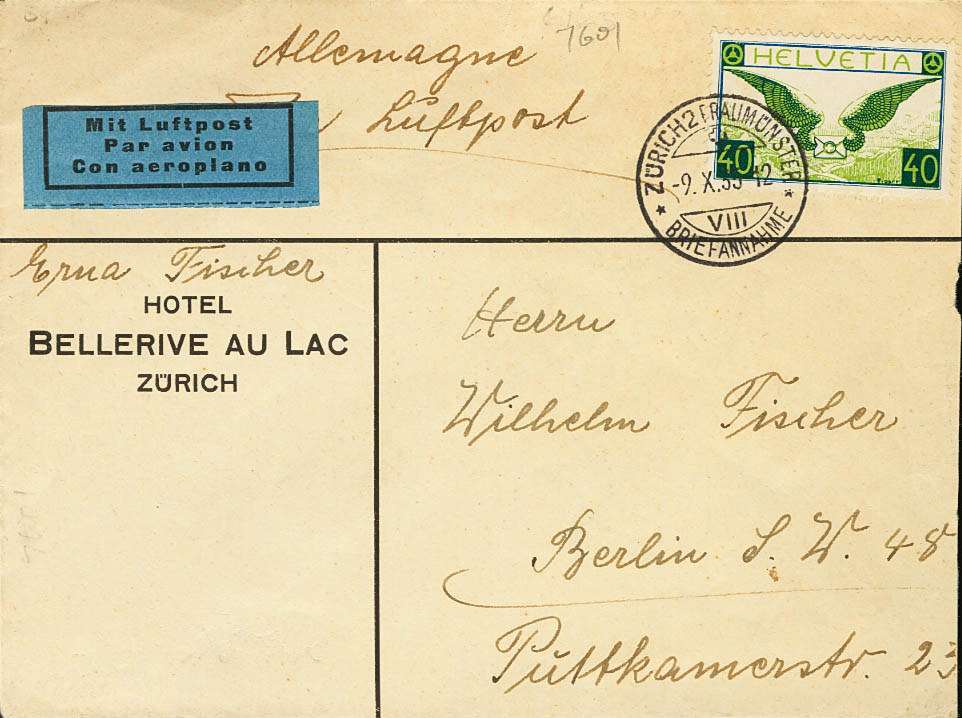 Allemagne
7601
Luftpost
Mit Luftpost
Par avion
Con aeroplano
HELVETIA
40 40
ZÜRICH 2 FRAUMÜNSTER
-9. X. 33-12
VIII
BRIEFANNAHME
Erna Fischer
HOTEL
BELLERIVE AU LAC
ZÜRICH
Herrn
Wilhelm Fischer
Berlin S. W. 48
Puttkamerstr. 23